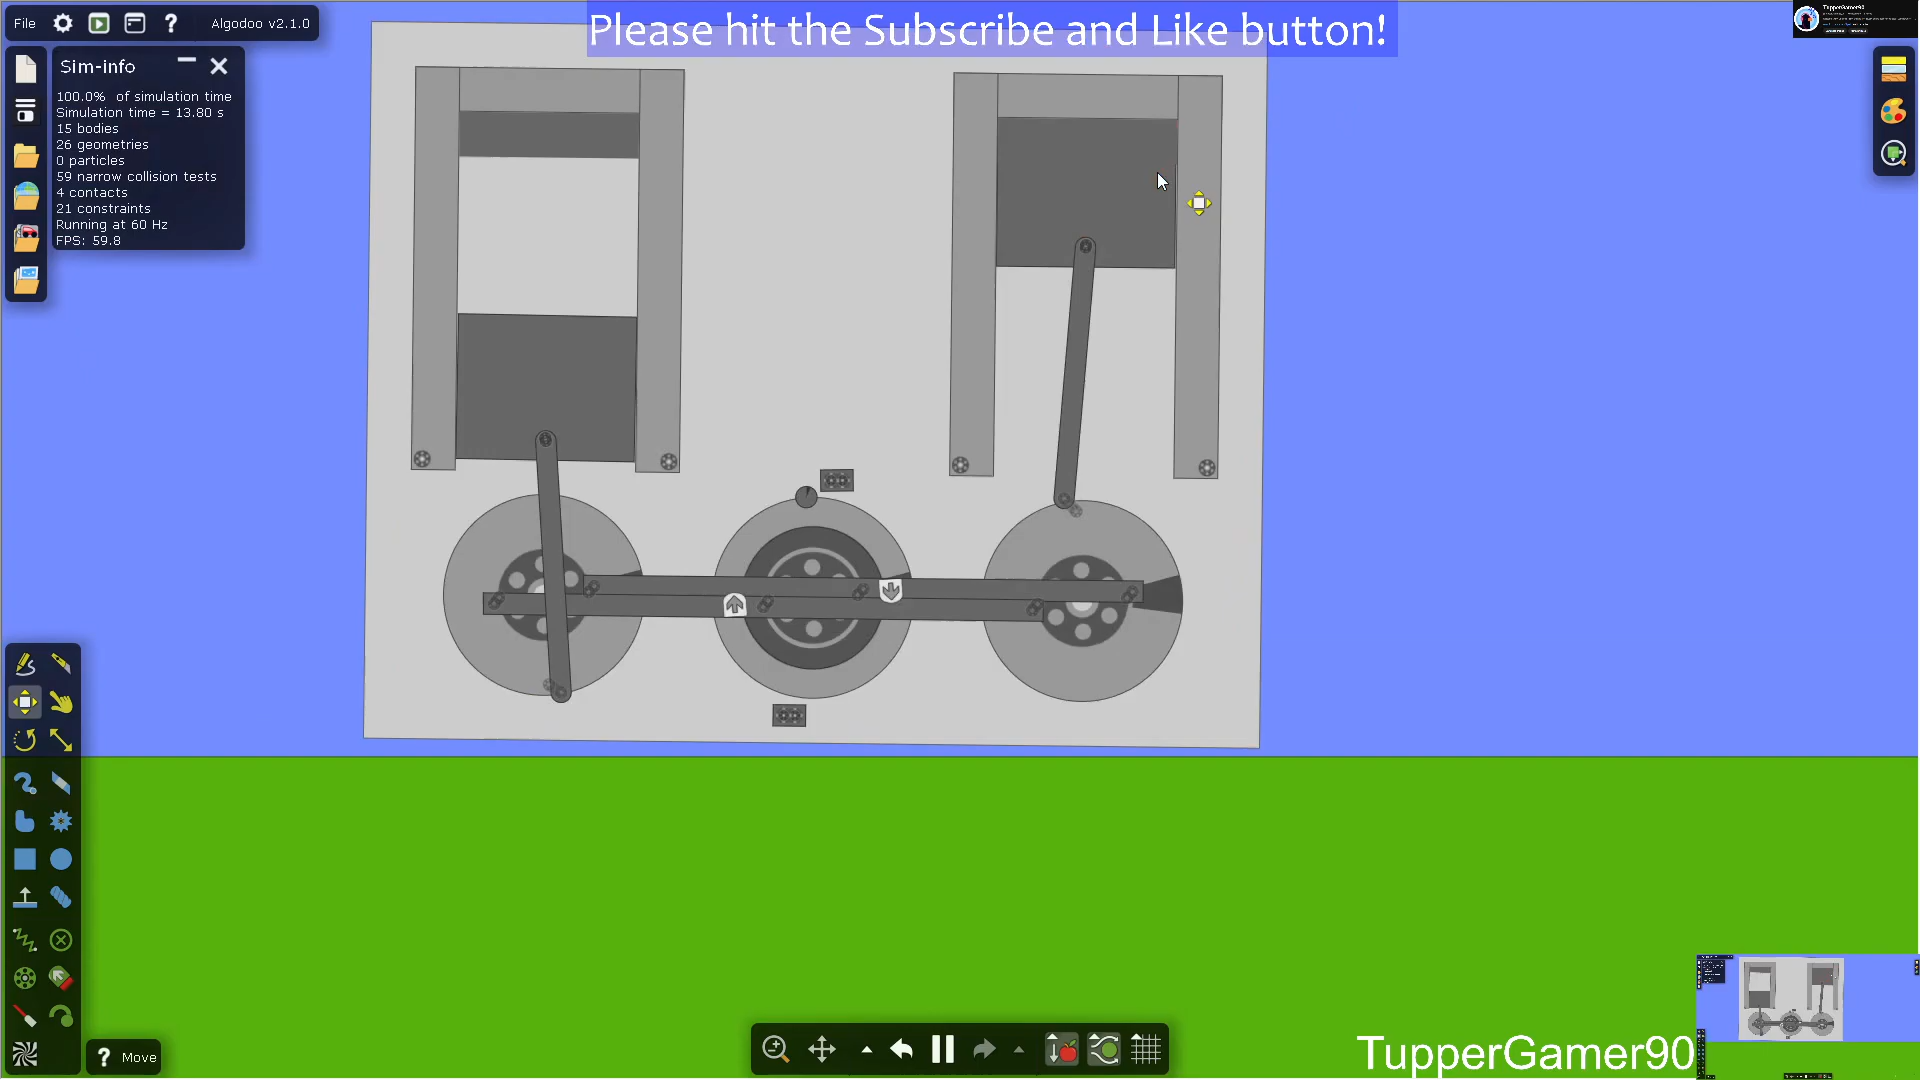 Please hit the Subscribe and Like button!
File
?
Algodoo v2.1.0
TupperGamer90
Sim-info
100.0% of simulation time
Simulation time = 13.80 s
15 bodies
26 geometries
0 particles
59 narrow collision tests
4 contacts
21 constraints
Running at 60 Hz
FPS: 59.8
? Move
TupperGamer90